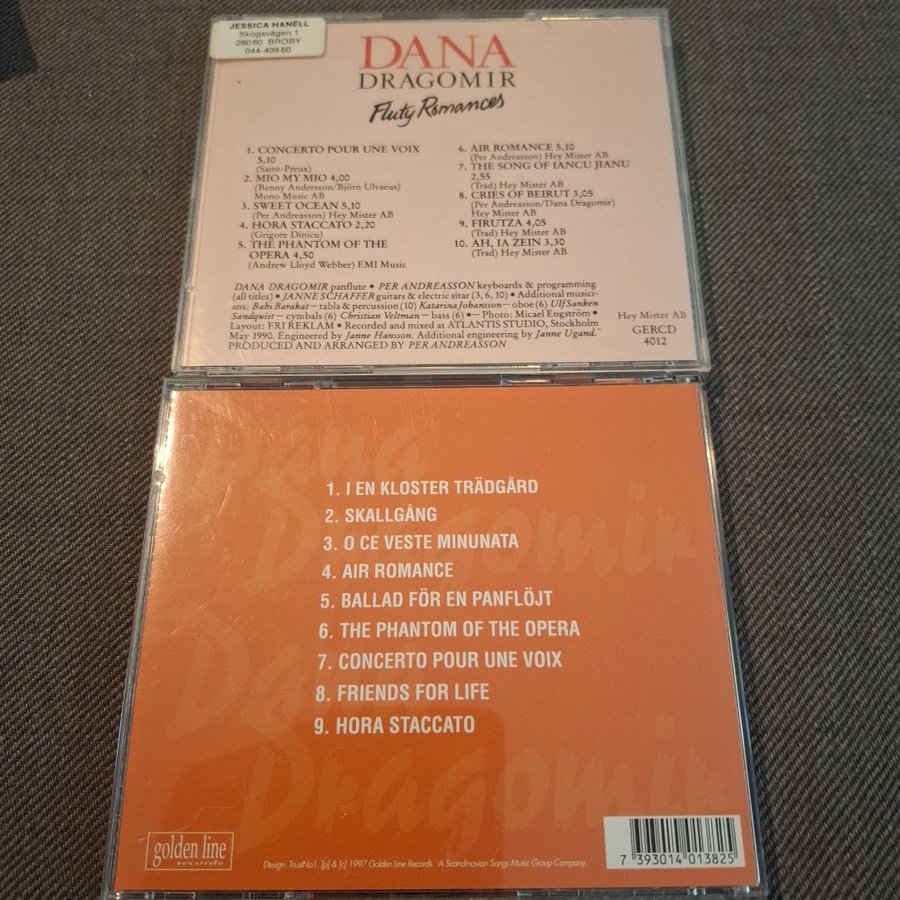 JESSICA HANÉLL
Skogsvägen 1
280 60 BROBY
044-409 60
DANA
DRAGOMIR
Fluty Romances
1. CONCERTO POUR UNE VOIX
5,10
(Saint-Preux)
2. MIO MY MIO 4,00
(Benny Andersson/Björn Ulvaeus)
Mono Music AB
3. SWEET OCEAN 5,10
(Per Andreasson) Hey Mister AB
4. HORA STACCATO 2,20
(Grigore Dinicu)
5. THE PHANTOM OF THE
OPERA 4,50
(Andrew Lloyd Webber) EMI Music
6. AIR ROMANCE 5,10
(Per Andreasson) Hey Mister AB
7. THE SONG OF IANCU JIANU
2,55
(Trad) Hey Mister AB
8. CRIES OF BEIRUT 3,05
(Per Andreasson/Dana Dragomir)
Hey Mister AB
9. FIRUTZA 4,05
(Trad) Hey Mister AB
10. AH, IA ZEIN 3,30
(Trad) Hey Mister AB
DANA DRAGOMIR panflute • PER ANDREASSON keyboards & programming
(all titles) • JANNE SCHAFFER guitars & electric sitar (3, 6, 10) • Additional musici-
ans: Babi Barakat– tabla & percussion (10) Katarina Johansson– oboe (6) Ulf Sanken
Sandquist– cymbals (6) Christian Veltman– bass (6) •– Photo: Micael Engström •
Layout: FRI REKLAM • Recorded and mixed at ATLANTIS STUDIO, Stockholm
May 1990. Engineered by Janne Hansson. Additional engineering by Janne Ugand.
PRODUCED AND ARRANGED BY PER ANDREASSON
Hey Mister AB
GERCD
4012
Dana
Dragomir
Dana
Dragomir
1. I EN KLOSTER TRÄDGÅRD
2. SKALLGÅNG
3. O CE VESTE MINUNATA
4. AIR ROMANCE
5. BALLAD FÖR EN PANFLÖJT
6. THE PHANTOM OF THE OPERA
7. CONCERTO POUR UNE VOIX
8. FRIENDS FOR LIFE
9. HORA STACCATO
golden line
records
Design: TrustNo1. [p] & [c] 1997 Golden Line Records. A Scandinavian Songs Music Group Company.
7 393014 013825